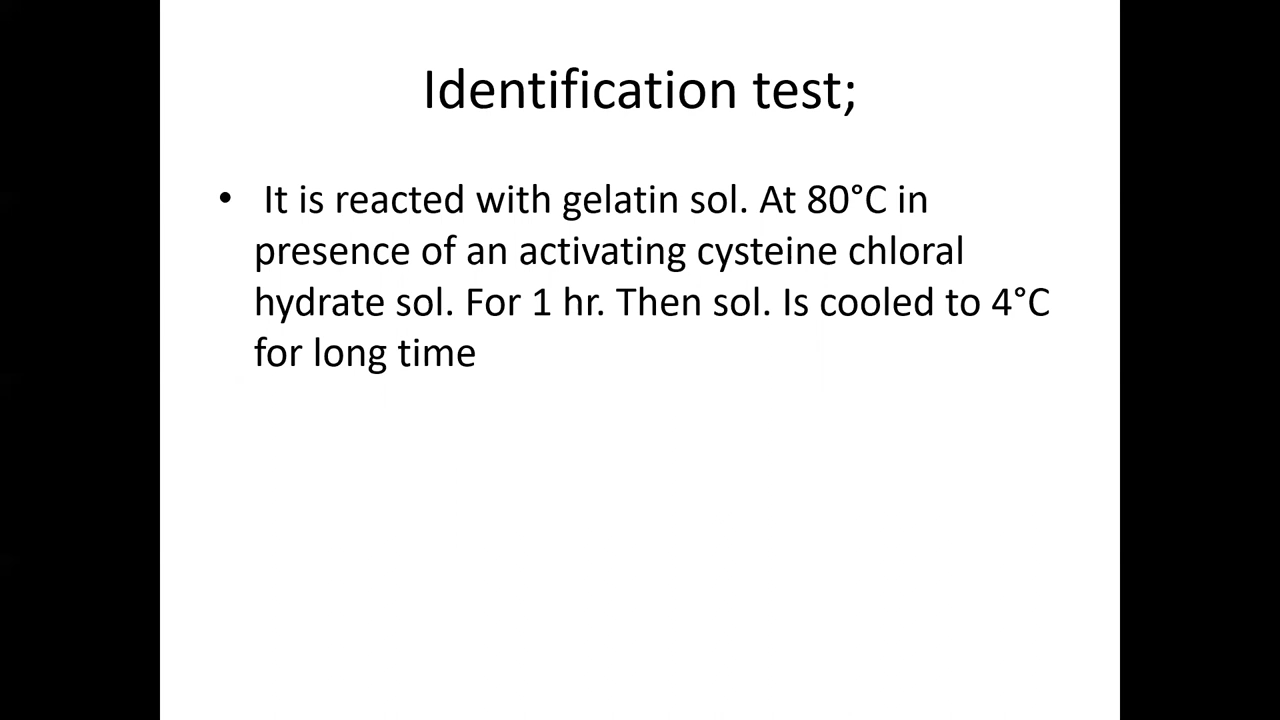 Identification test;
• It is reacted with gelatin sol. At 80°C in
presence of an activating cysteine chloral
hydrate sol. For 1 hr. Then sol. Is cooled to 4°C
for long time